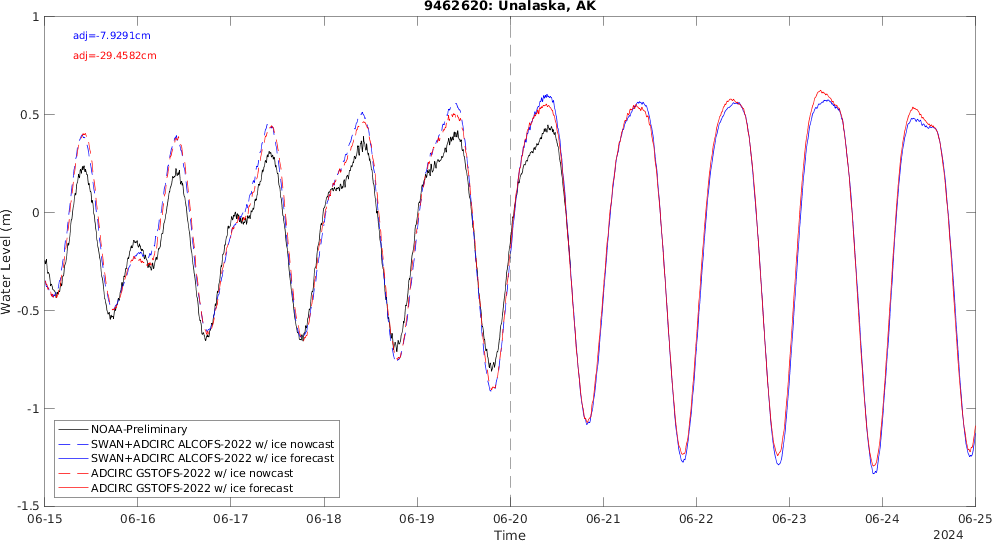 9462620: Unalaska, AK
adj=-7.9291cm
adj=-29.4582cm
Water Level (m)
1
0.5
0
-0.5
-1
-1.5
NOAA-Preliminary
SWAN+ADCIRC ALCOFS-2022 w/ ice nowcast
SWAN+ADCIRC ALCOFS-2022 w/ ice forecast
ADCIRC GSTOFS-2022 w/ ice nowcast
ADCIRC GSTOFS-2022 w/ ice forecast
06-15 06-16 06-17 06-18 06-19 06-20 06-21 06-22 06-23 06-24 06-25
Time
2024